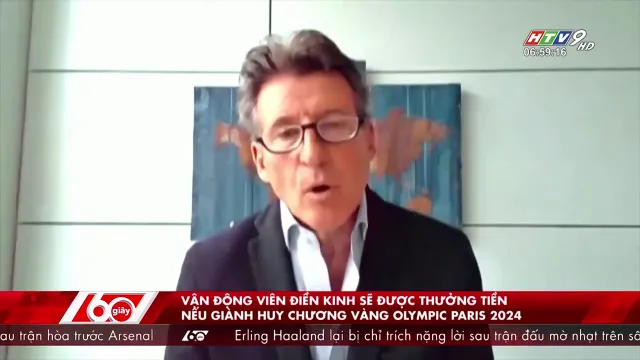 HTV9 HD
06:59:16
60 giây
VẬN ĐỘNG VIÊN ĐIỀN KINH SẼ ĐƯỢC THƯỞNG TIỀN
NẾU GIÀNH HUY CHƯƠNG VÀNG OLYMPIC PARIS 2024
sau trận hòa trước Arsenal 60 Erling Haaland lại bị chỉ trích nặng lời sau trận đấu mờ nhạt trên sâ